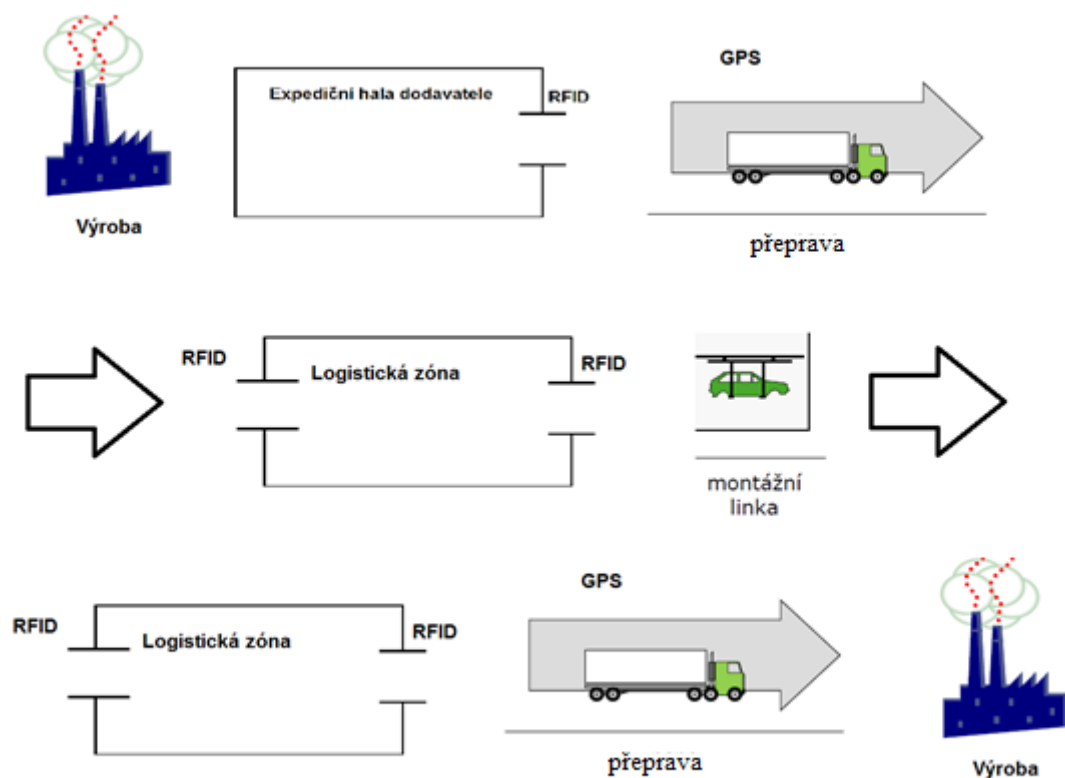 GPS
Expediční hala dodavatele
RFID
Výroba
přeprava
RFID
Logistická zóna
RFID
montážní
linka
GPS
RFID
Logistická zóna
RFID
přeprava
Výroba